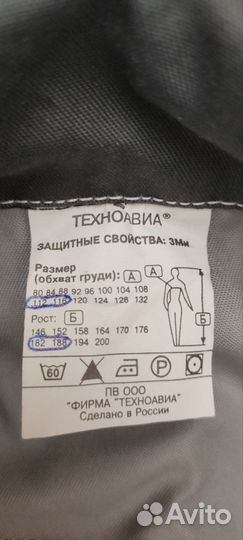 ТЕХНОАВИА®
ЗАЩИТНЫЕ СВОЙСТВА: ЗМи
Размер
(обхват груди): А
80 84 88 92 96 100 104 108
112 116 120 124 128 132
Рост: Б
146 152 158 164 170 176
182 188 194 200
А
Б
60 P
ПВ ООО
"ФИРМА "ТЕХНОАВИА"
Сделано в России
Avito